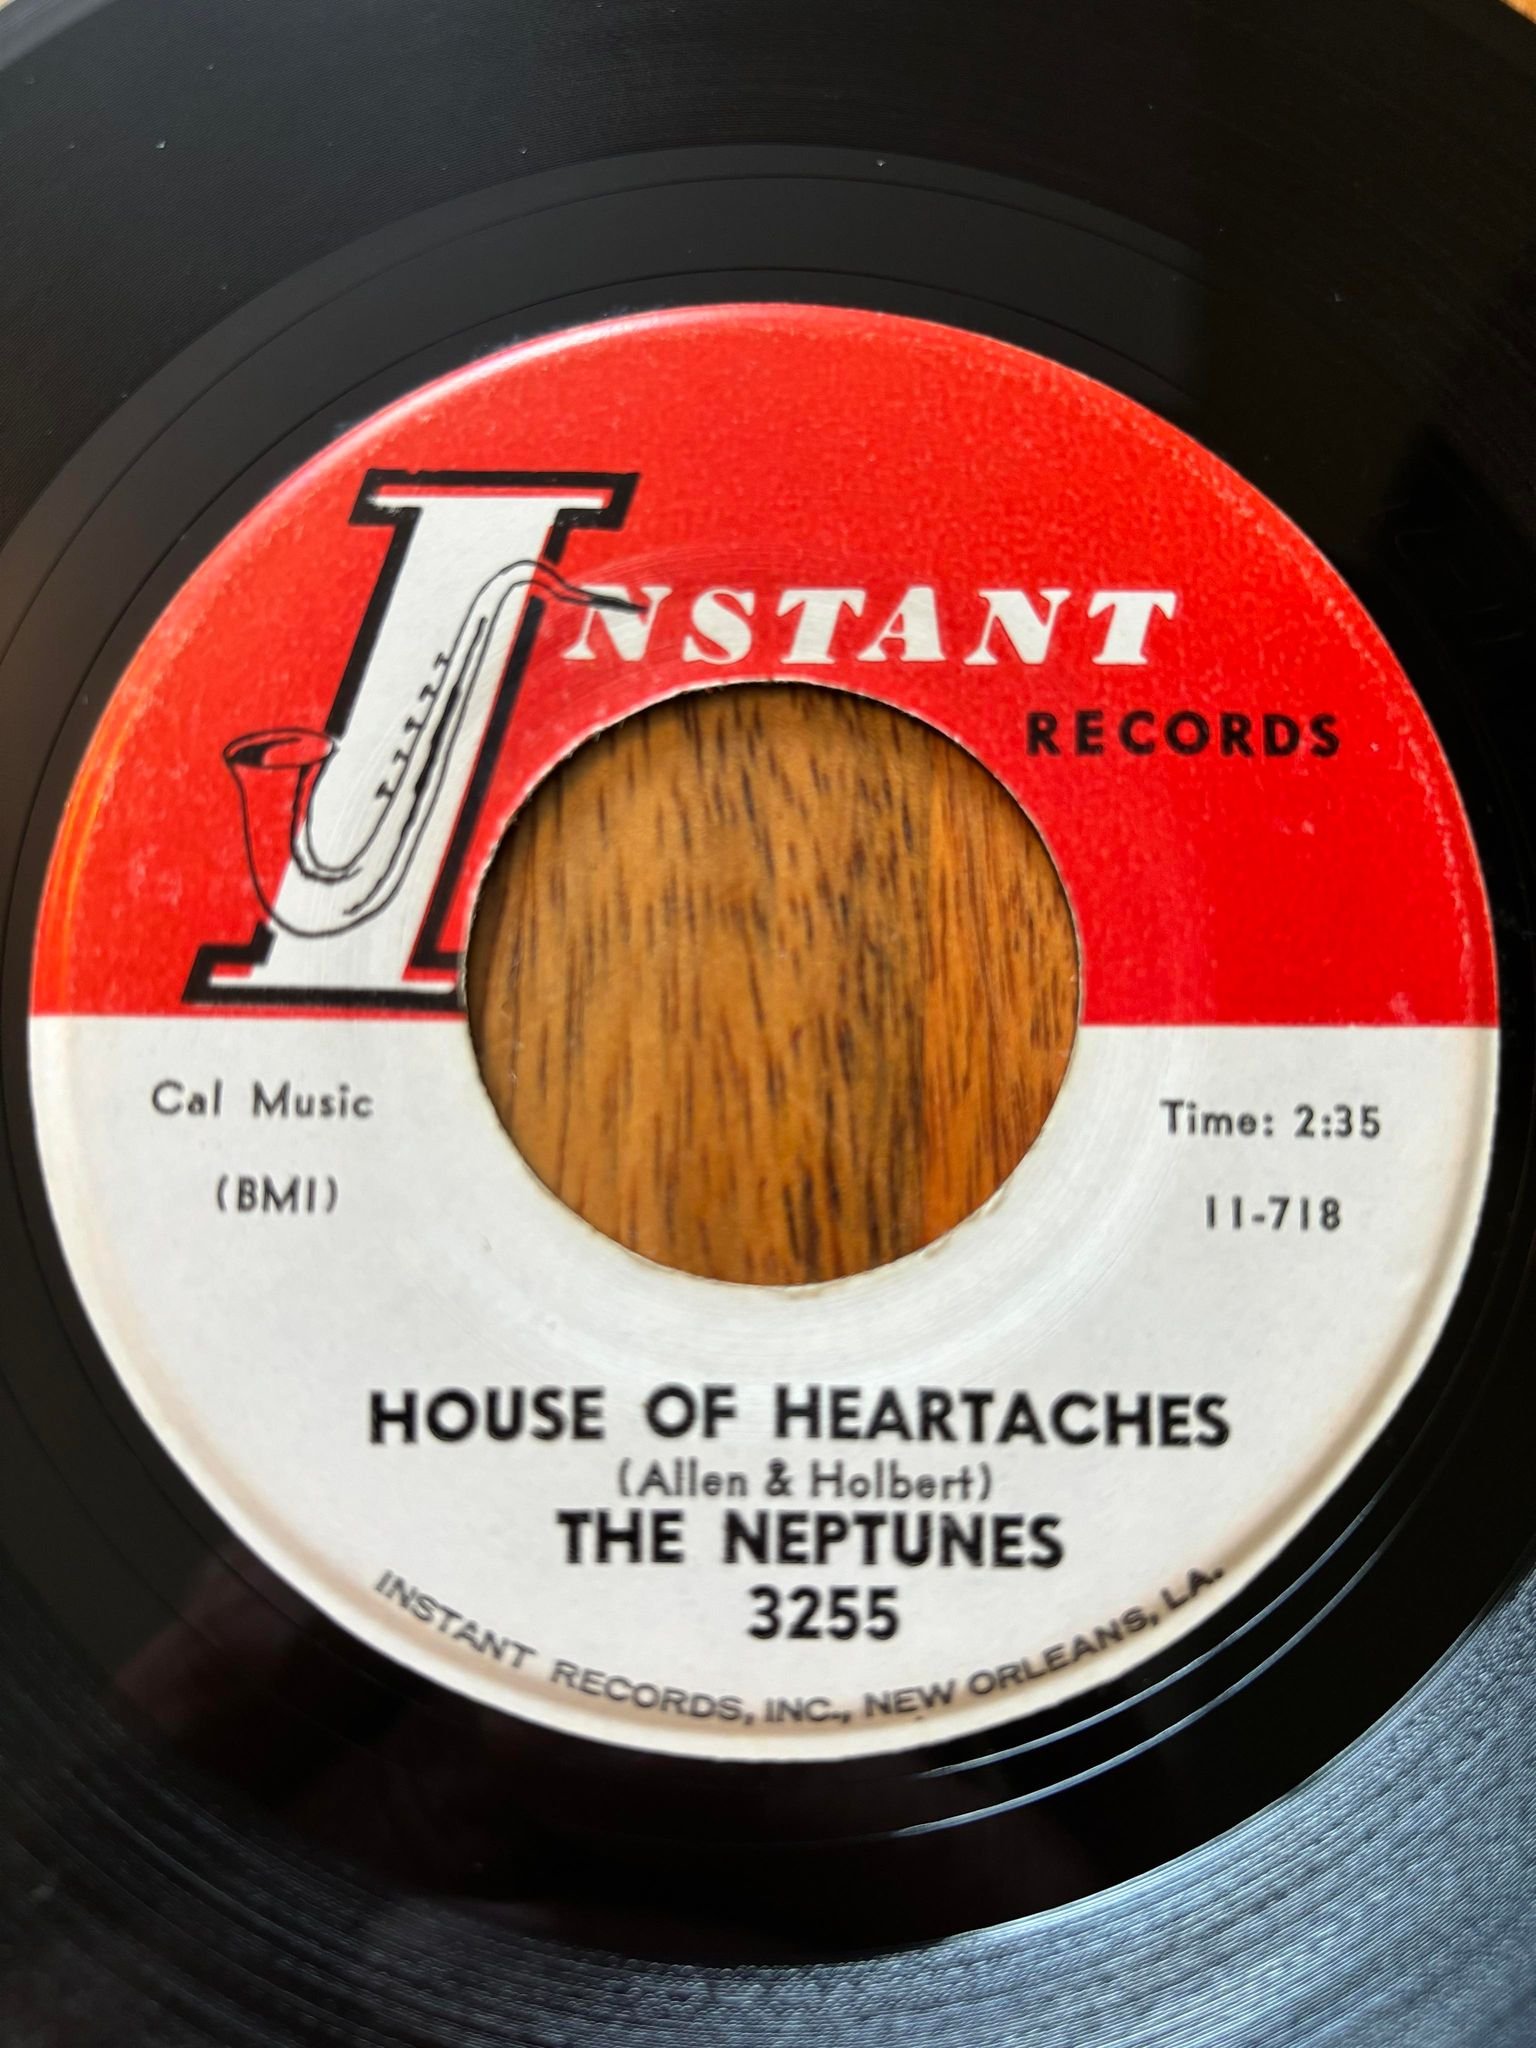 INSTANT
RECORDS
Cal Music
(BMI)
Time: 2:35
11-718
HOUSE OF HEARTACHES
(Allen & Holbert)
THE NEPTUNES
3255
INSTANT RECORDS, INC., NEW ORLEANS, LA.